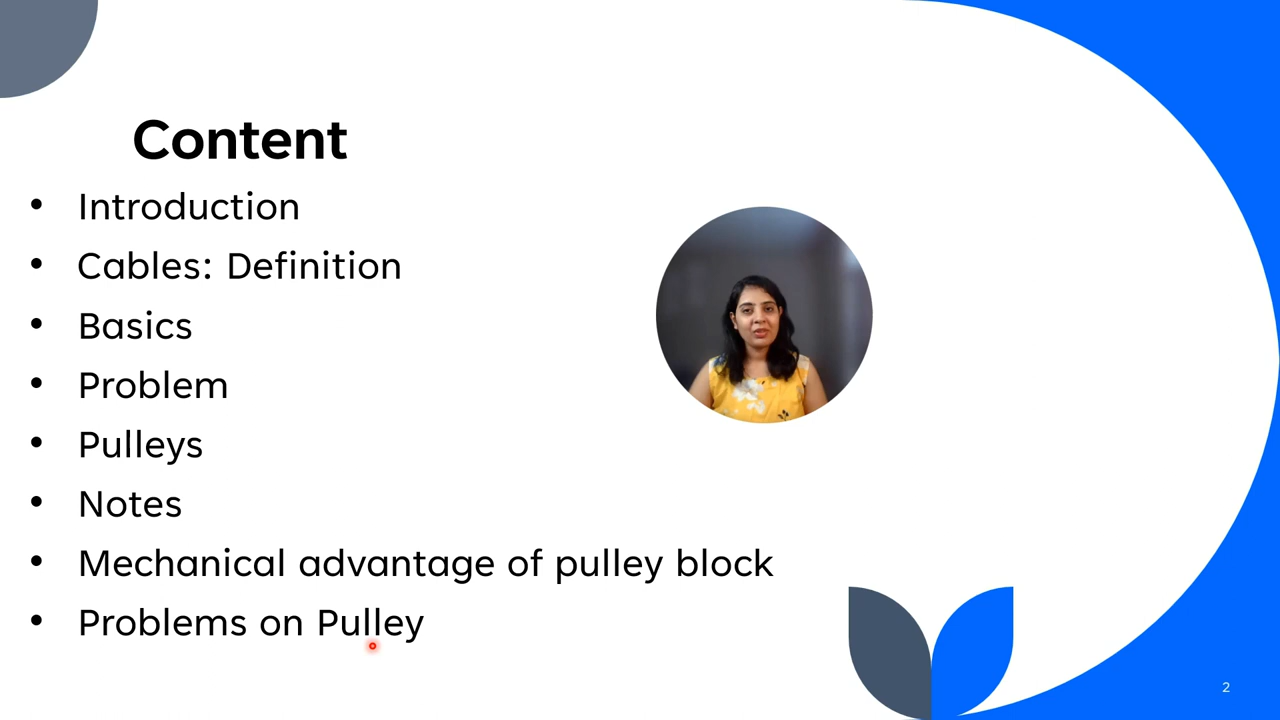 Content
• Introduction
• Cables: Definition
• Basics
• Problem
• Pulleys
• Notes
• Mechanical advantage of pulley block
• Problems on Pulley
2